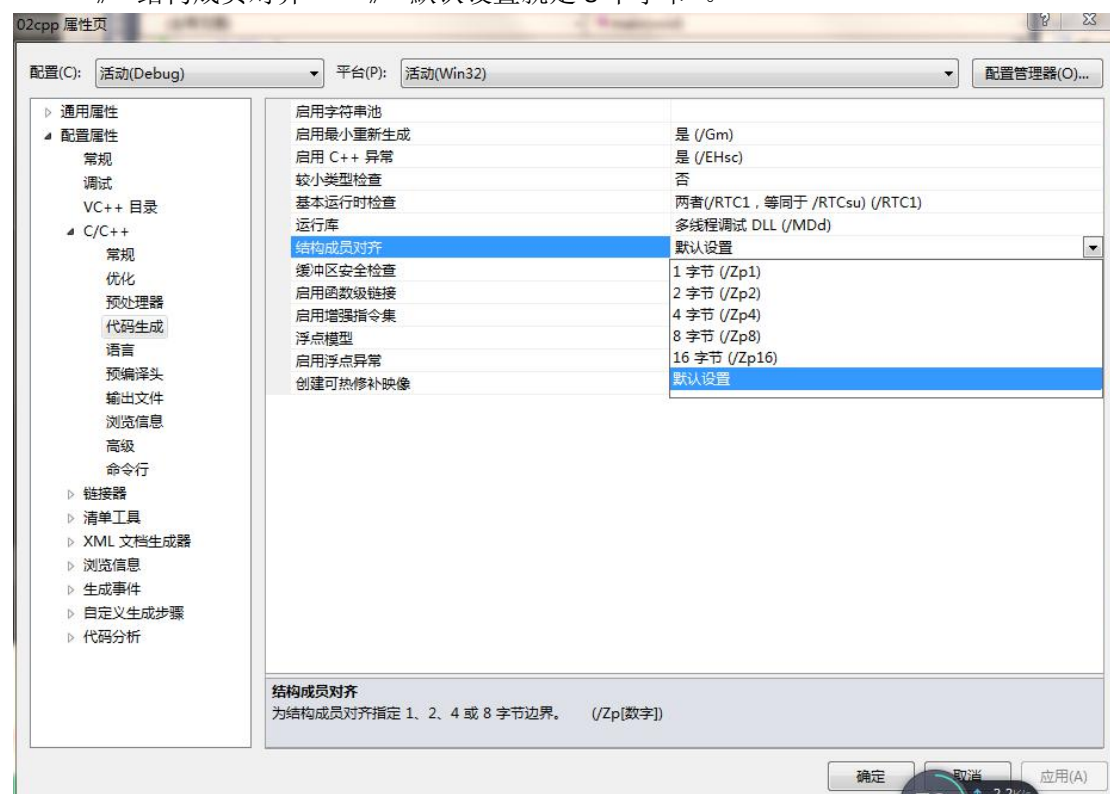 02cpp 属性页
配置(C): 活动(Debug) 平台(P): 活动(Win32) 配置管理器(O)...
通用属性
配置属性
常规
调试
VC++ 目录
C/C++
常规
优化
预处理器
代码生成
语言
预编译头
输出文件
浏览信息
高级
命令行
链接器
清单工具
XML 文档生成器
浏览信息
生成事件
自定义生成步骤
代码分析
启用字符串池
启用最小重新生成 是 (/Gm)
启用 C++ 异常 是 (/EHsc)
较小类型检查 否
基本运行时检查 两者(/RTC1，等同于 /RTCsu) (/RTC1)
运行库 多线程调试 DLL (/MDd)
结构成员对齐 默认设置
缓冲区安全检查
启用函数级链接
启用增强指令集
浮点模型
启用浮点异常
创建可热修补映像
1 字节 (/Zp1)
2 字节 (/Zp2)
4 字节 (/Zp4)
8 字节 (/Zp8)
16 字节 (/Zp16)
默认设置
结构成员对齐
为结构成员对齐指定 1、2、4 或 8 字节边界。 (/Zp[数字])
确定 取消 应用(A)